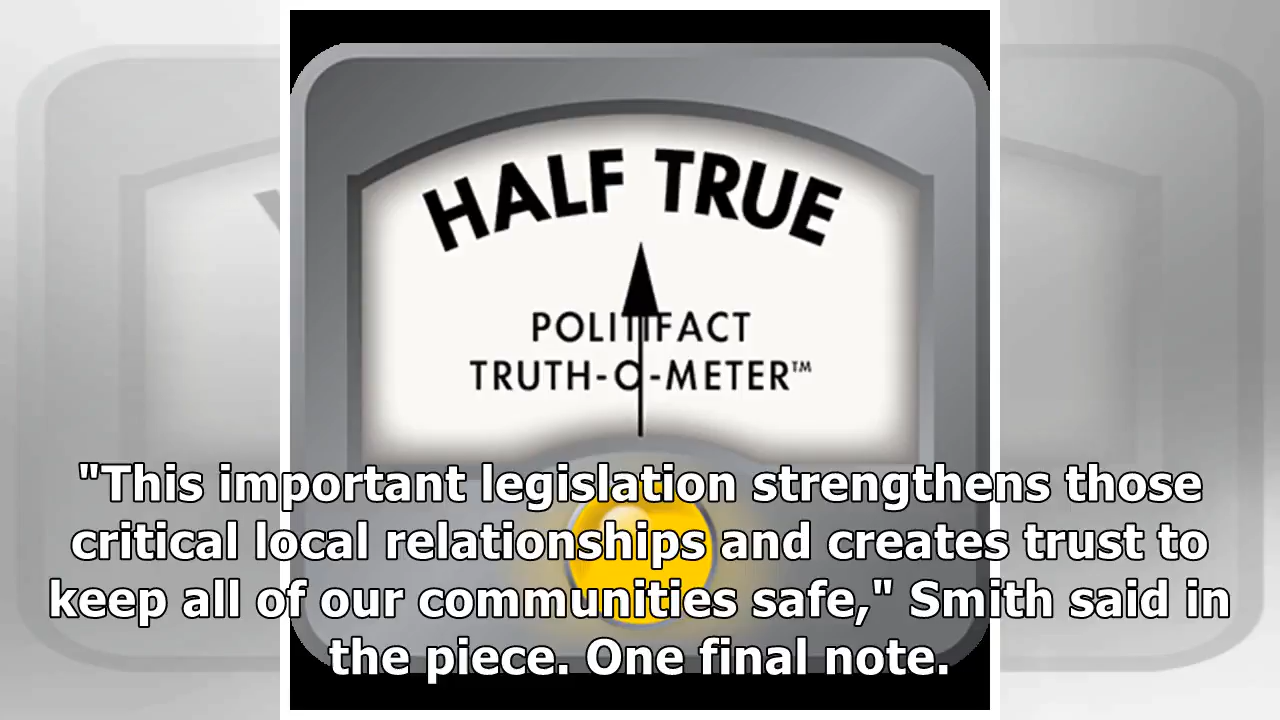 HALF TRUE
POLITIFACT
TRUTH-O-METER™
"This important legislation strengthens those
critical local relationships and creates trust to
keep all of our communities safe," Smith said in
the piece. One final note.